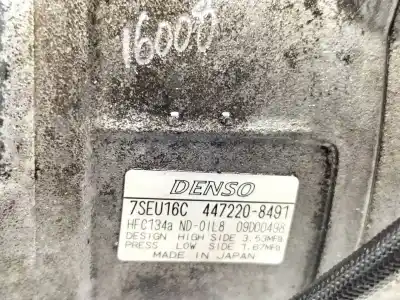 16000
DENSO
7SEU16C 447220-8491
HFC134a ND-OIL8 09D00498
DESIGN HIGH SIDE 3.53MPa
PRESS LOW SIDE 1.67MPa
MADE IN JAPAN